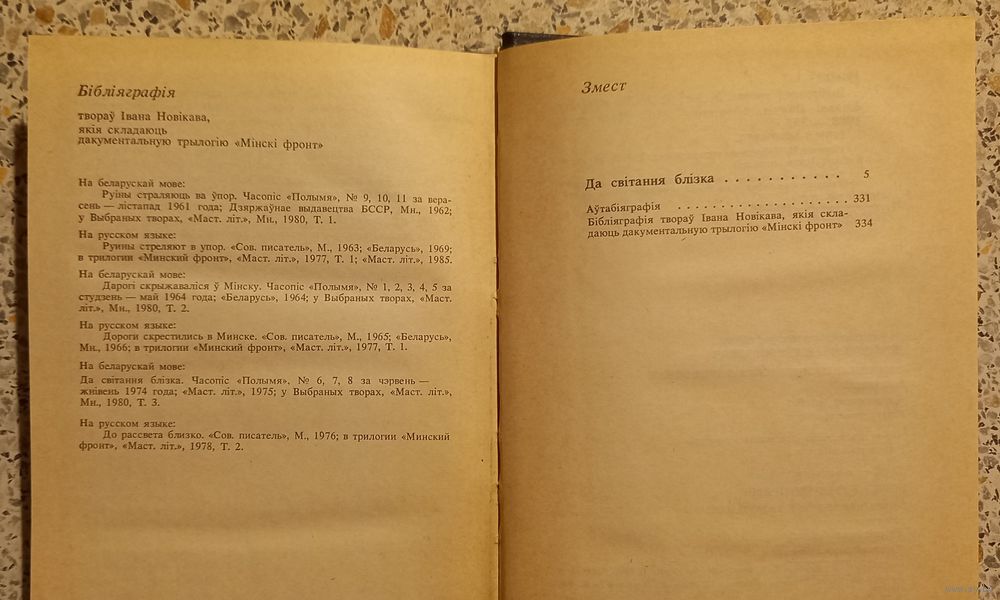 Бібліяграфія
твораў Івана Новікава,
якія складаюць
дакументальную трылогію «Мінскі фронт»
На беларускай мове:
Руіны страляюць ва ўпор. Часопіс «Полымя», № 9, 10, 11 за вера-
сень — лістапад 1961 года; Дзяржаўнае выдавецтва БССР, Мн., 1962;
у Выбраных творах, «Маст. літ.», Мн., 1980, Т. 1.
На русском языке:
Руины стреляют в упор. «Сов. писатель», М., 1963; «Беларусь», 1969;
в трилогии «Минский фронт», «Маст. літ.», 1977, Т. 1; «Маст. літ.», 1985.
На беларускай мове:
Дарогі скрыжаваліся ў Мінску. Часопіс «Полымя», № 1, 2, 3, 4, 5 за
студзень — май 1964 года; «Беларусь», 1964; у Выбраных творах, «Маст.
літ.», Мн., 1980, Т. 2.
На русском языке:
Дороги скрестились в Минске. «Сов. писатель», М., 1965; «Беларусь»,
Мн., 1966; в трилогии «Минский фронт», «Маст. літ.», 1977, Т. 1.
На беларускай мове:
Да світання блізка. Часопіс «Полымя», № 6, 7, 8 за чэрвень —
жнівень 1974 года; «Маст. літ.», 1975; у Выбраных творах, «Маст. літ.»,
Мн., 1980, Т. 3.
На русском языке:
До рассвета близко. «Сов. писатель», М., 1976; в трилогии «Минский
фронт», «Маст. літ.», 1978, Т. 2.
Змест
Да світання блізка . . . . . . . . . . . 5
Аўтабіяграфія . . . . . . . . . . . . . . . . . 331
Бібліяграфія твораў Івана Новікава, якія скла-
даюць дакументальную трылогію «Мінскі фронт» 334